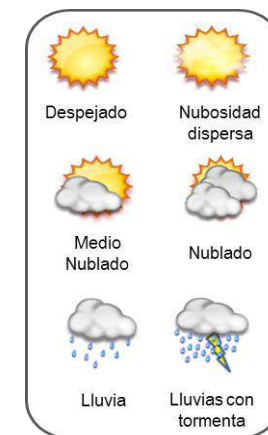 Despejado
Nubosidad
dispersa
Medio
Nublado
Nublado
Lluvia
Lluvias con
tormenta